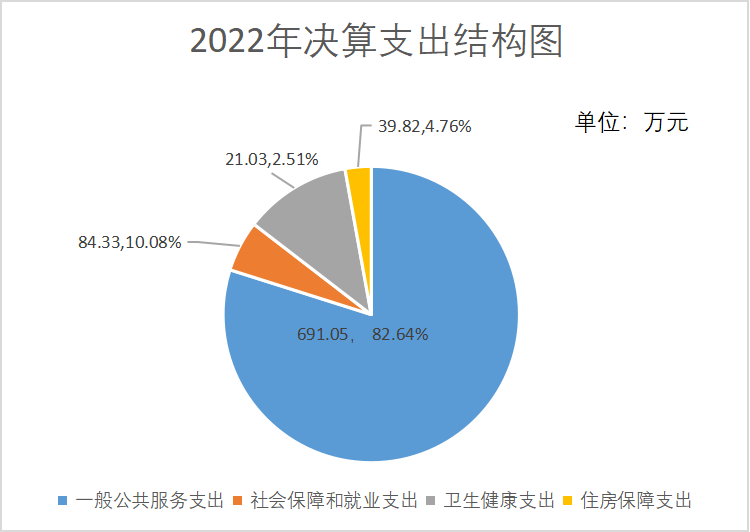 2022年决算支出结构图
单位：万元
39.82,4.76%
21.03,2.51%
84.33,10.08%
691.05， 82.64%
一般公共服务支出 社会保障和就业支出 卫生健康支出 住房保障支出